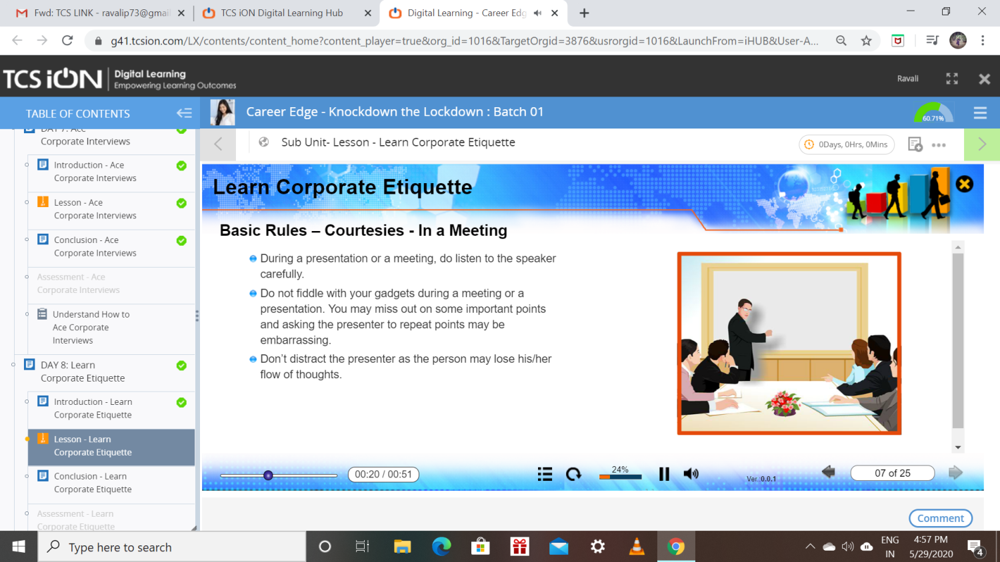 Fwd: TCS LINK - ravalip73@gmai
TCS iON Digital Learning Hub
Digital Learning - Career Edg
g41.tcsion.com/LX/contents/content_home?content_player=true&org_id=1016&TargetOrgid=3876&usrorgid=1016&LaunchFrom=iHUB&User-A...
TCS iON
Digital Learning
Empowering Learning Outcomes
Ravali
TABLE OF CONTENTS
Career Edge - Knockdown the Lockdown : Batch 01
60.71%
DAY 7: Ace
Corporate Interviews
Introduction - Ace
Corporate Interviews
Lesson - Ace
Corporate Interviews
Conclusion - Ace
Corporate Interviews
Assessment - Ace
Corporate Interviews
Understand How to
Ace Corporate
Interviews
DAY 8: Learn
Corporate Etiquette
Introduction - Learn
Corporate Etiquette
Lesson - Learn
Corporate Etiquette
Conclusion - Learn
Corporate Etiquette
Assessment - Learn
Corporate Etiquette
Sub Unit- Lesson - Learn Corporate Etiquette
0Days, 0Hrs, 0Mins
Learn Corporate Etiquette
Basic Rules – Courtesies - In a Meeting
During a presentation or a meeting, do listen to the speaker
carefully.
Do not fiddle with your gadgets during a meeting or a
presentation. You may miss out on some important points
and asking the presenter to repeat points may be
embarrassing.
Don't distract the presenter as the person may lose his/her
flow of thoughts.
00:20 / 00:51
24%
Ver. 0.0.1
07 of 25
Comment
Type here to search
ENG
IN
4:57 PM
5/29/2020
4